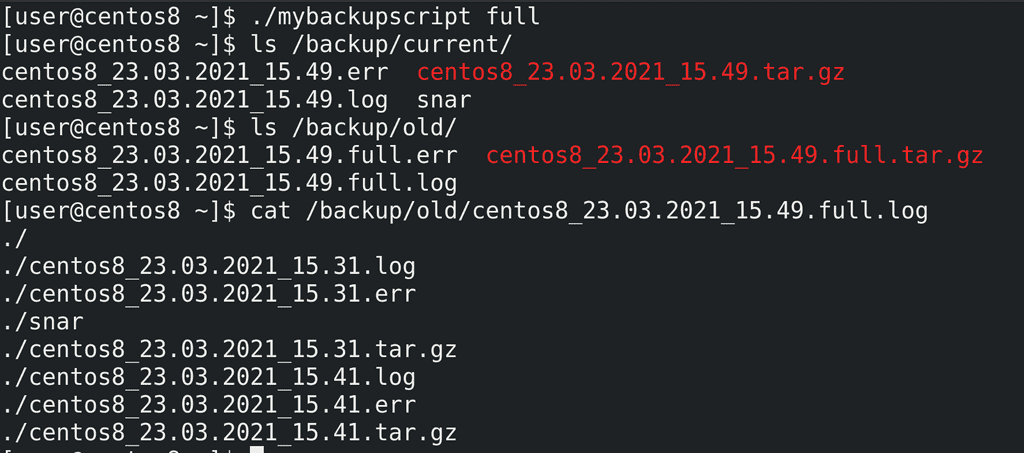 [user@centos8 ~]$ ./mybackupscript full
[user@centos8 ~]$ ls /backup/current/
centos8_23.03.2021_15.49.err  centos8_23.03.2021_15.49.tar.gz
centos8_23.03.2021_15.49.log  snar
[user@centos8 ~]$ ls /backup/old/
centos8_23.03.2021_15.49.full.err  centos8_23.03.2021_15.49.full.tar.gz
centos8_23.03.2021_15.49.full.log
[user@centos8 ~]$ cat /backup/old/centos8_23.03.2021_15.49.full.log
./
./centos8_23.03.2021_15.31.log
./centos8_23.03.2021_15.31.err
./snar
./centos8_23.03.2021_15.31.tar.gz
./centos8_23.03.2021_15.41.log
./centos8_23.03.2021_15.41.err
./centos8_23.03.2021_15.41.tar.gz
[user@centos8 ~]$